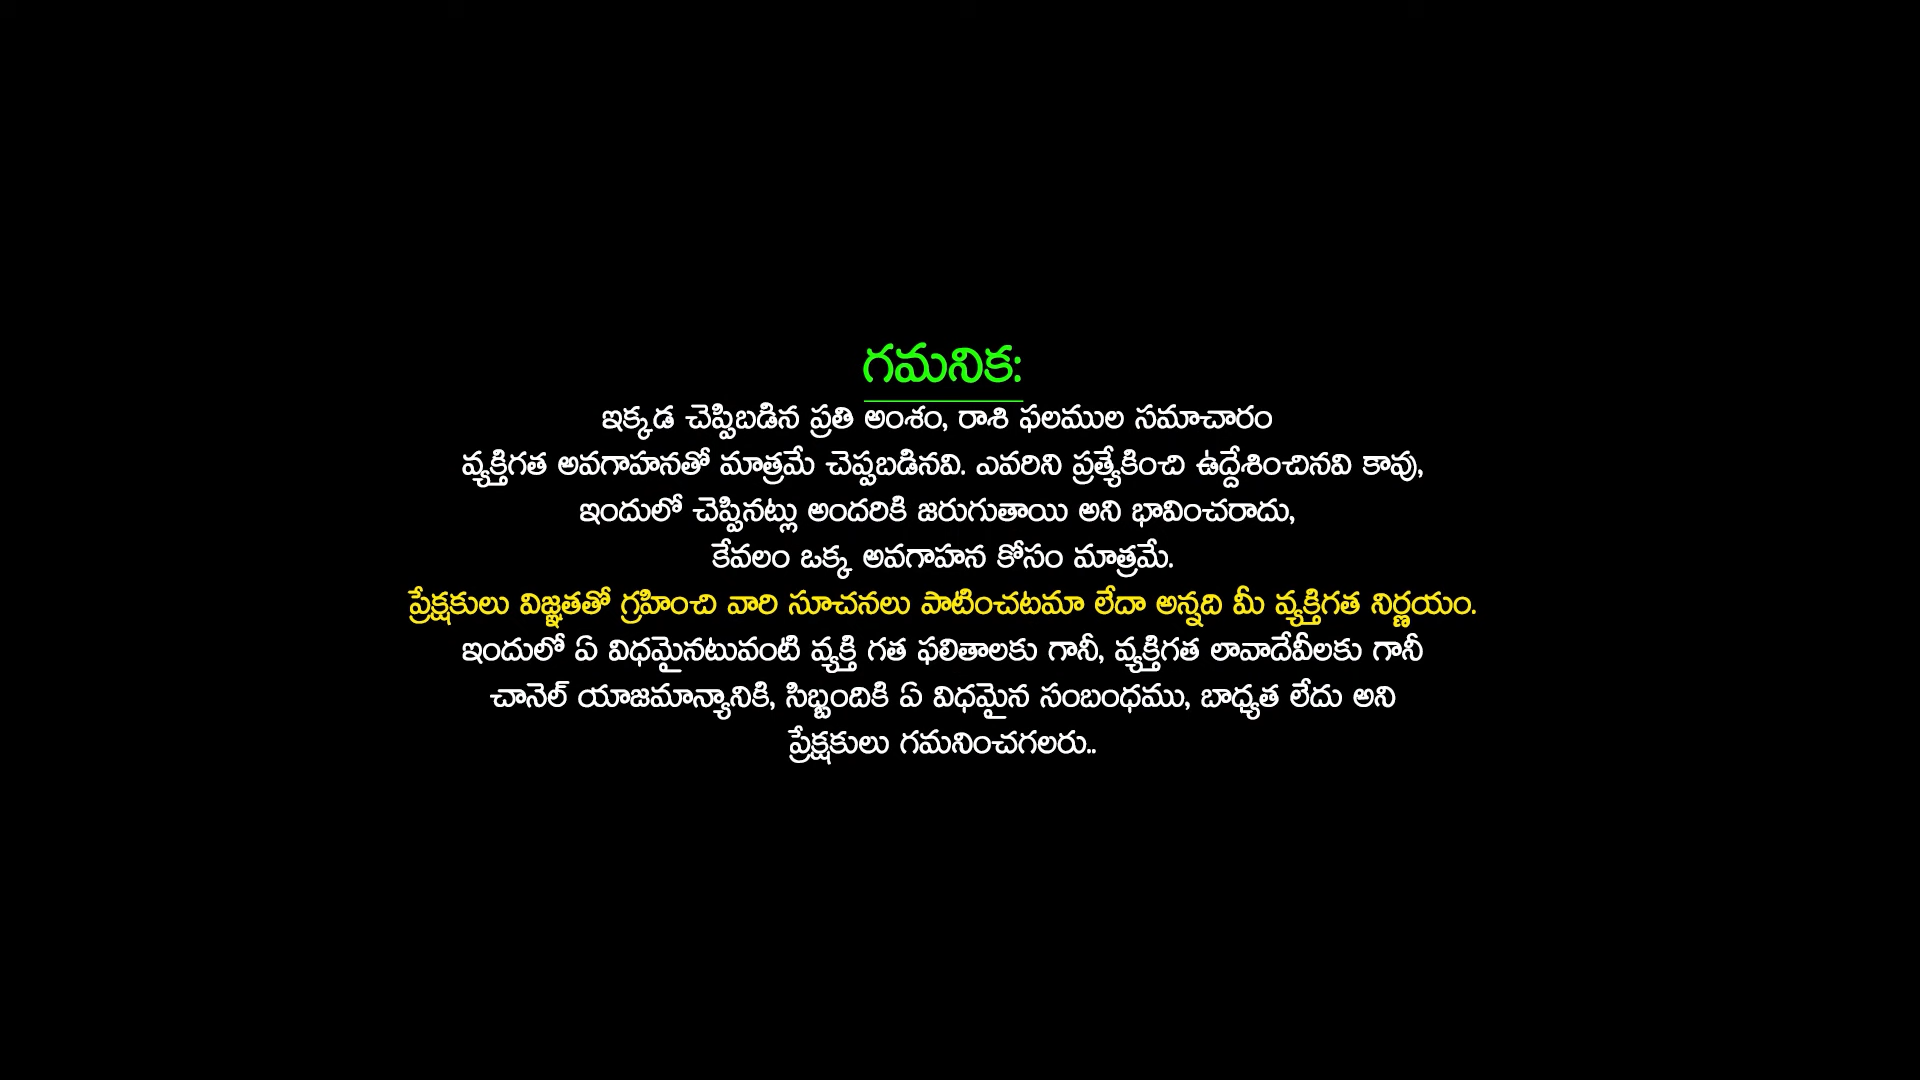 గమనిక:
ఇక్కడ చెప్పిబడిన ప్రతి అంశం, రాశి ఫలముల సమాచారం
వ్యక్తిగత అవగాహనతో మాత్రమే చెప్పబడినవి. ఎవరిని ప్రత్యేకించి ఉద్దేశించినవి కావు,
ఇందులో చెప్పినట్లు అందరికి జరుగుతాయి అని భావించరాదు,
కేవలం ఒక్క అవగాహన కోసం మాత్రమే.
ప్రేక్షకులు విజ్ఞతతో గ్రహించి వారి సూచనలు పాటించటమా లేదా అన్నది మీ వ్యక్తిగత నిర్ణయం.
ఇందులో ఏ విధమైనటువంటి వ్యక్తి గత ఫలితాలకు గానీ, వ్యక్తిగత లావాదేవీలకు గానీ
చానెల్ యాజమాన్యానికి, సిబ్బందికి ఏ విధమైన సంబంధము, బాధ్యత లేదు అని
ప్రేక్షకులు గమనించగలరు..